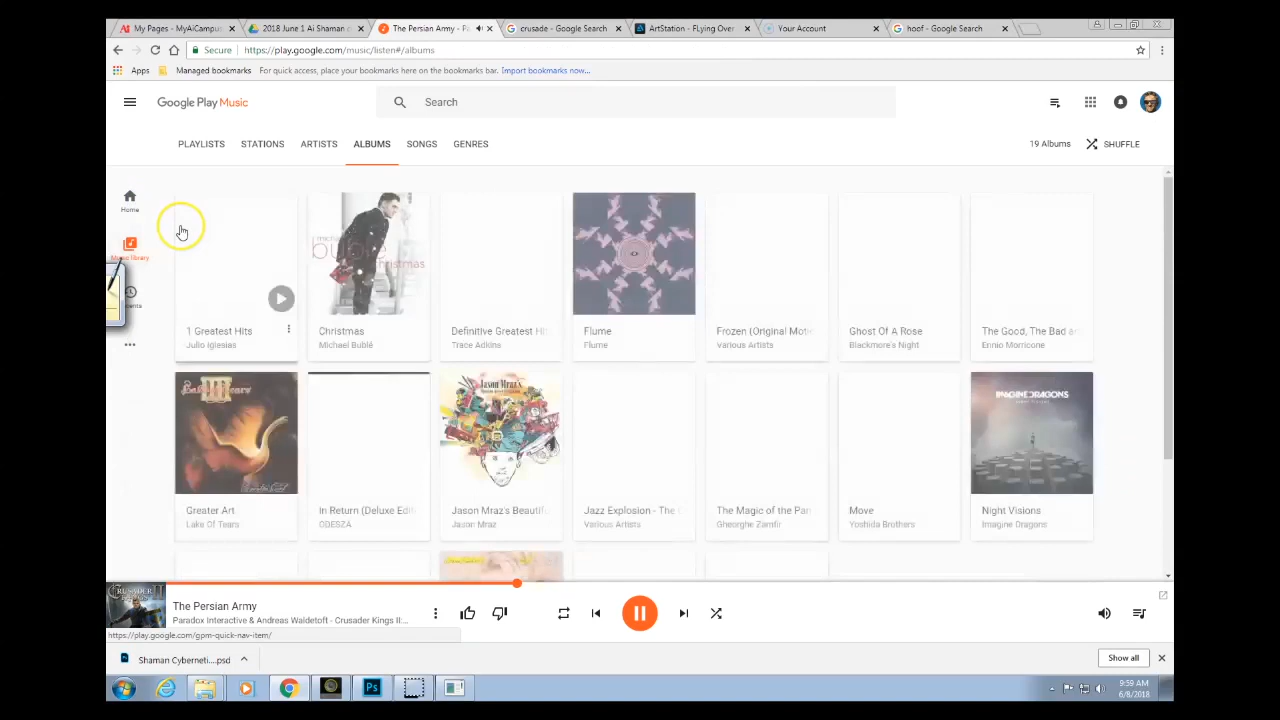 My Pages - MyAiCampus
2018 June 1 Ai Shaman
The Persian Army - Pa
crusade - Google Search
ArtStation - FLying Over
Your Account
hoof - Google Search
Secure
https://play.google.com/music/listen#/albums
Apps
Managed bookmarks
For quick access, place your bookmarks here on the bookmarks bar.
Import bookmarks now...
Google Play Music
Search
PLAYLISTS
STATIONS
ARTISTS
ALBUMS
SONGS
GENRES
19 Albums
SHUFFLE
Home
Music library
1 Greatest Hits
Julio Iglesias
Christmas
Michael Bublé
Definitive Greatest Hi
Trace Adkins
Flume
Flume
Frozen (Original Moti
Various Artists
Ghost Of A Rose
Blackmore's Night
The Good, The Bad
Ennio Morricone
Greater Art
Lake Of Tears
In Return (Deluxe Edi
ODESZA
Jason Mraz's Beautif
Jason Mraz
Jazz Explosion - The
Various Artists
The Magic of the Pan
Gheorghe Zamfir
Move
Yoshida Brothers
IMAGINE DRAGONS
Night Visions
Imagine Dragons
The Persian Army
Paradox Interactive & Andreas Waldetoft - Crusader Kings II:...
https://play.google.com/gpm-quick-nav-item/
Shaman Cyberneti....psd
Show all
9:59 AM
6/8/2018